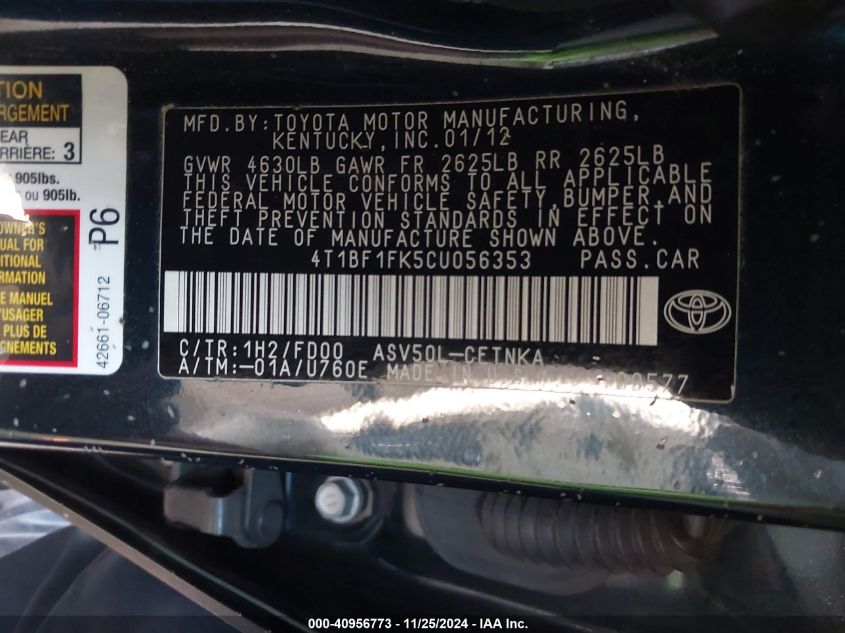 TION
RGEMENT
EAR
ARRIÈRE: 3
905lbs.
ou 905lb.
OWNER'S
UAL FOR
ITIONAL
RMATION
E MANUEL
'USAGER
PLUS DE
GNEMENTS
P6
42661-06712
MFD. BY: TOYOTA MOTOR MANUFACTURING,
KENTUCKY, INC. 01/12
GVWR 4630LB GAWR FR 2625LB RR 2625LB
THIS VEHICLE CONFORMS TO ALL APPLICABLE
FEDERAL MOTOR VEHICLE SAFETY, BUMPER, AND
THEFT PREVENTION STANDARDS IN EFFECT ON
THE DATE OF MANUFACTURE SHOWN ABOVE.
4T1BF1FK5CU056353 PASS. CAR
C/TR: 1H2/FD00 ASV50L-CETNKA
A/TM: -01A/U760E MADE IN
000-40956773 - 11/25/2024 - IAA Inc.